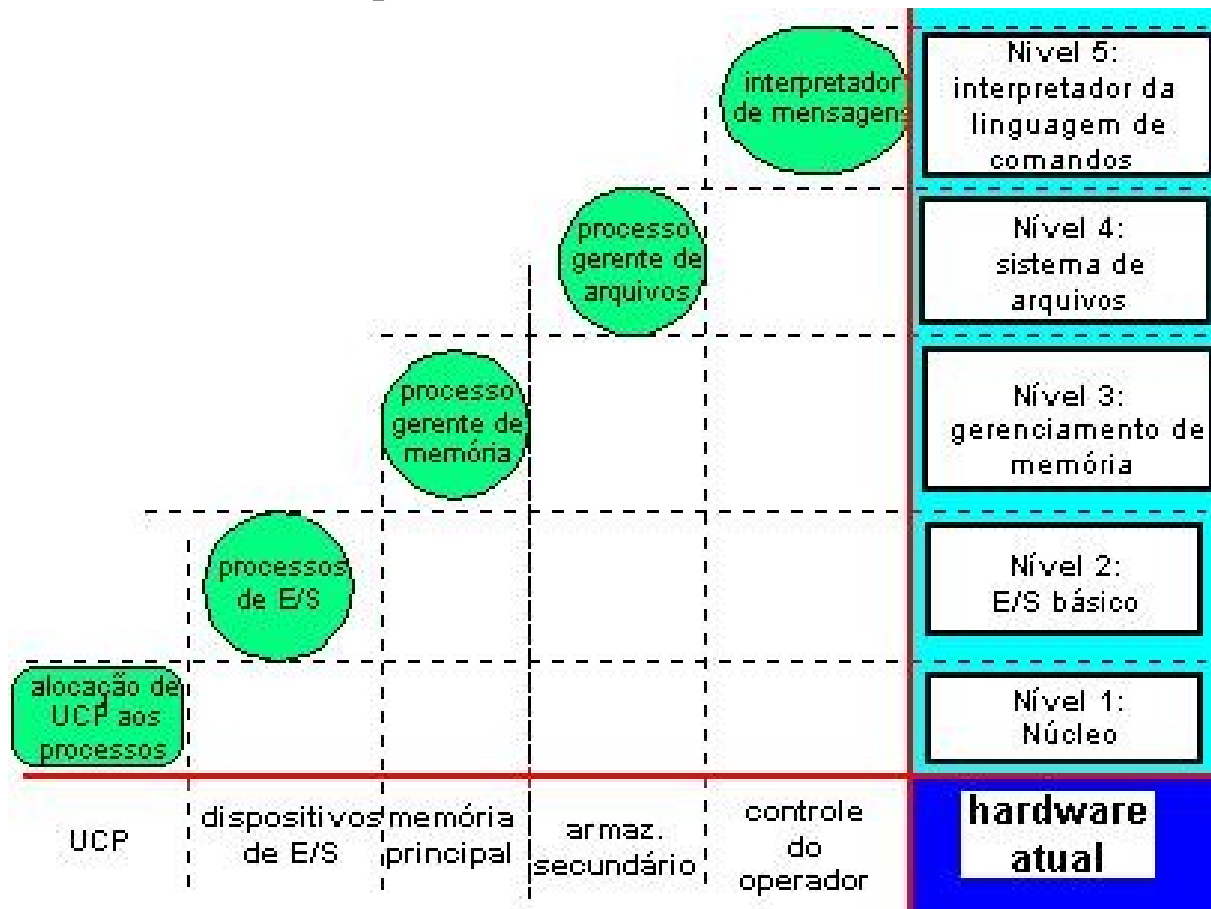 interpretador
de mensagens
Nível 5:
interpretador da
linguagem de
comandos
processo
gerente de
arquivos
Nível 4:
sistema de
arquivos
processo
gerente de
memória
Nível 3:
gerenciamento de
memória
processos
de E/S
Nível 2:
E/S básico
alocação de
UCP aos
processos
Nível 1:
Núcleo
UCP
dispositivos
de E/S
memória
principal
armaz.
secundário
controle
do
operador
hardware
atual